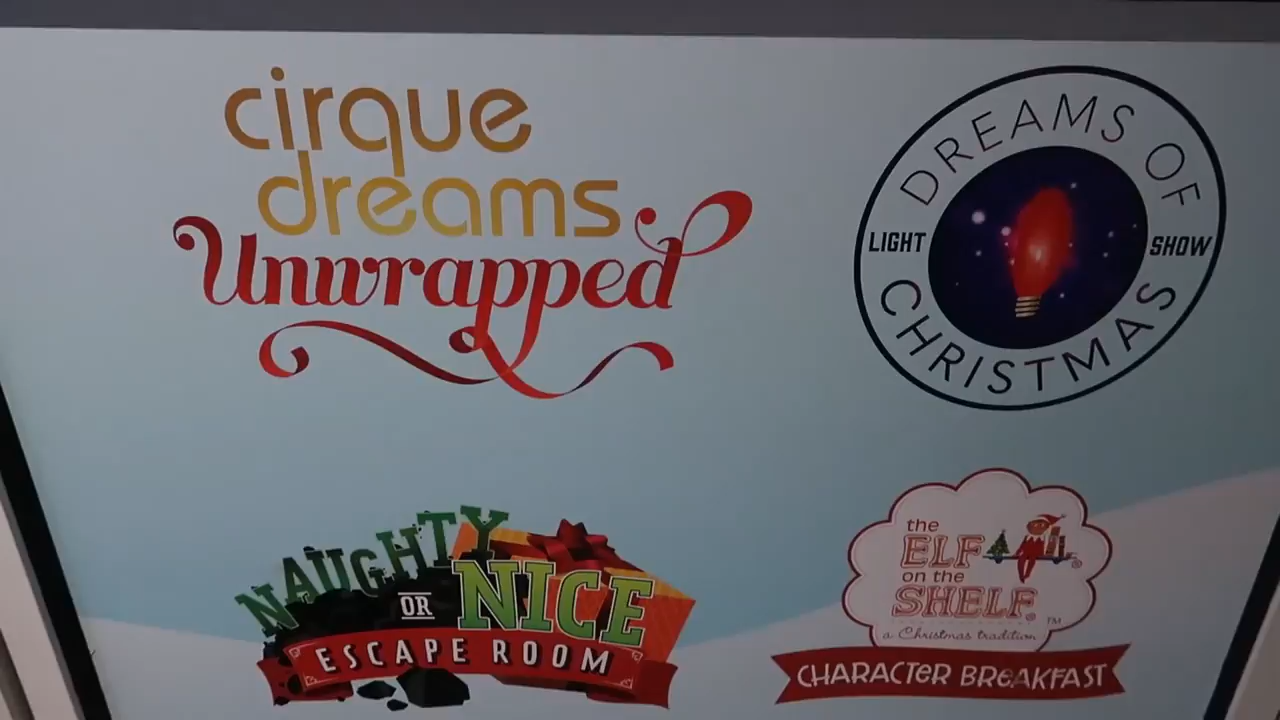 cirque
dreams
Unwrapped
DREAMS OF
LIGHT SHOW
CHRISTMAS
NAUGHTY
OR NICE
ESCAPE ROOM
the
ELF
on the
SHELF®
a Christmas tradition™
CHARACTER BREAKFAST